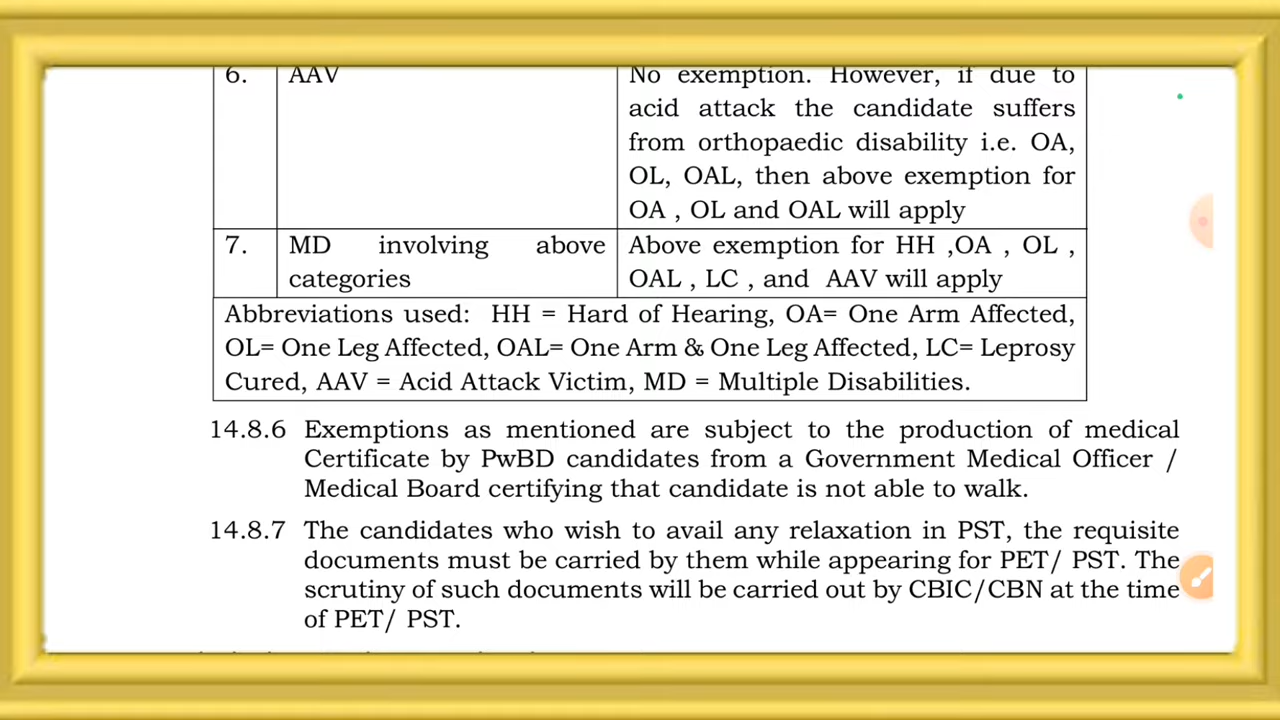 6. AAV No exemption. However, if due to
acid attack the candidate suffers
from orthopaedic disability i.e. OA,
OL, OAL, then above exemption for
OA , OL and OAL will apply
7. MD involving above Above exemption for HH ,OA , OL ,
categories OAL , LC , and AAV will apply
Abbreviations used: HH = Hard of Hearing, OA= One Arm Affected,
OL= One Leg Affected, OAL= One Arm & One Leg Affected, LC= Leprosy
Cured, AAV = Acid Attack Victim, MD = Multiple Disabilities.
14.8.6 Exemptions as mentioned are subject to the production of medical
Certificate by PwBD candidates from a Government Medical Officer /
Medical Board certifying that candidate is not able to walk.
14.8.7 The candidates who wish to avail any relaxation in PST, the requisite
documents must be carried by them while appearing for PET/ PST. The
scrutiny of such documents will be carried out by CBIC/CBN at the time
of PET/ PST.